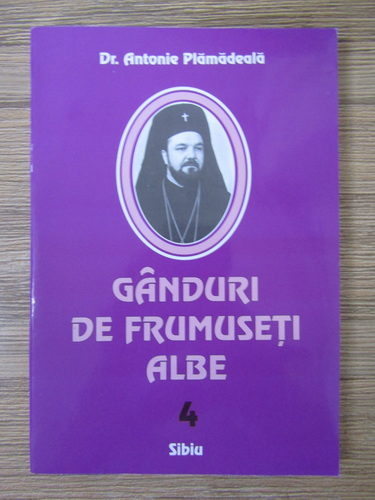 Dr. Antonie Plămădeală
GÂNDURI
DE FRUMUSEȚI
ALBE
4
Sibiu